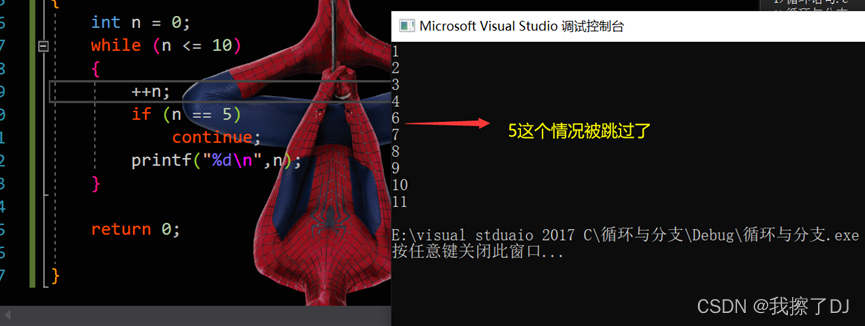 {
int n = 0;
while (n <= 10)
{
++n;
if (n == 5)
continue;
printf("%d\n",n);
}
return 0;
}
Microsoft Visual Studio 调试控制台
1
2
3
4
6
7
8
9
10
11
5这个情况被跳过了
E:\visual stduaio 2017 C\循环与分支\Debug\循环与分支.exe
按任意键关闭此窗口...
CSDN @我擦了DJ